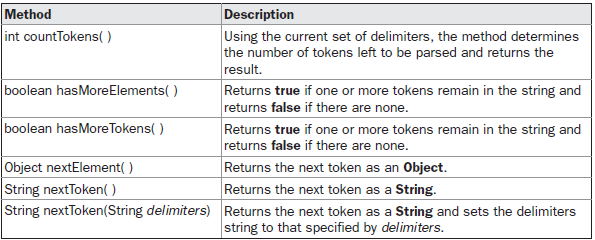 Method Description
int countTokens( ) Using the current set of delimiters, the method determines
the number of tokens left to be parsed and returns the
result.
boolean hasMoreElements( ) Returns true if one or more tokens remain in the string and
returns false if there are none.
boolean hasMoreTokens( ) Returns true if one or more tokens remain in the string and
returns false if there are none.
Object nextElement( ) Returns the next token as an Object.
String nextToken( ) Returns the next token as a String.
String nextToken(String delimiters) Returns the next token as a String and sets the delimiters
string to that specified by delimiters.